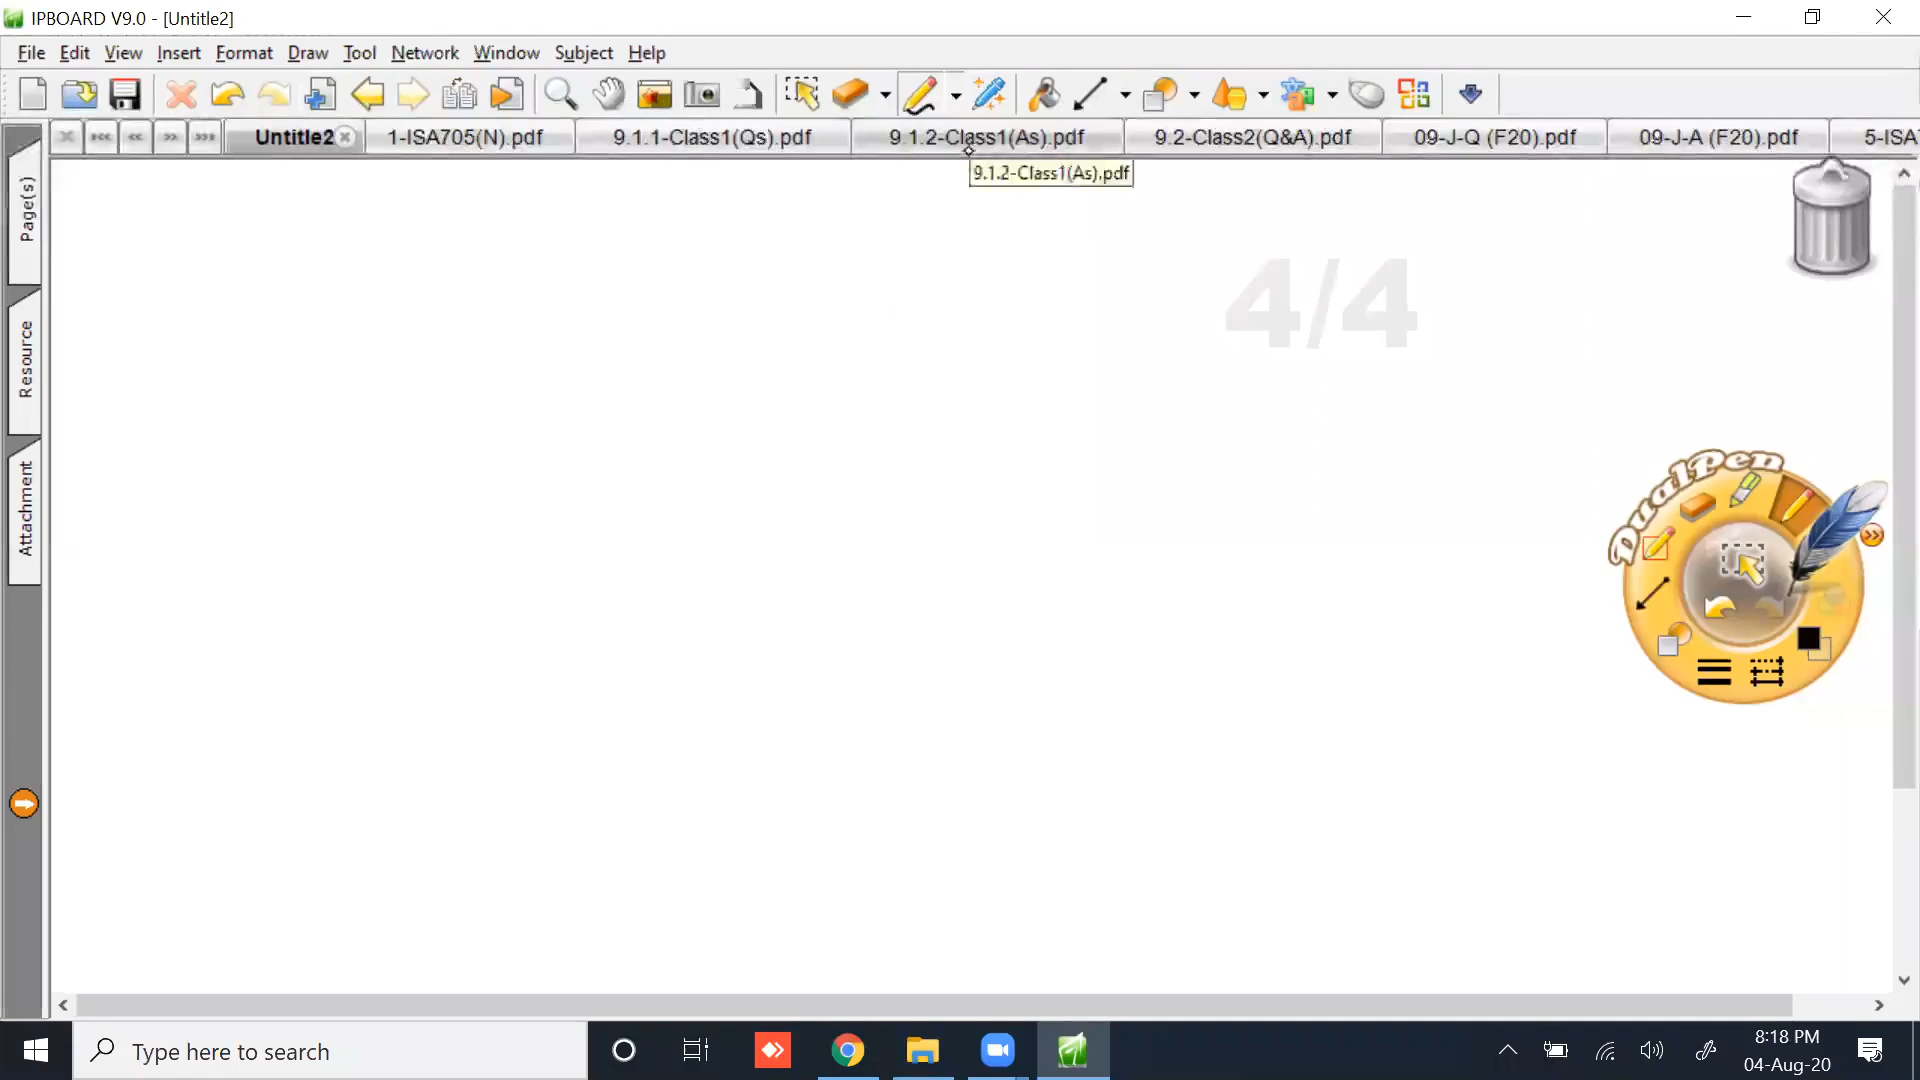 IPBOARD V9.0 - [Untitle2]
File Edit View Insert Format Draw Tool Network Window Subject Help
Untitle2 1-ISA705(N).pdf 9.1.1-Class1(Qs).pdf 9.1.2-Class1(As).pdf 9.2-Class2(Q&A).pdf 09-J-Q (F20).pdf 09-J-A (F20).pdf 5-ISA
9.1.2-Class1(As).pdf
Page(s)
4/4
Resource
DualPen
Attachment
Type here to search
8:18 PM
04-Aug-20